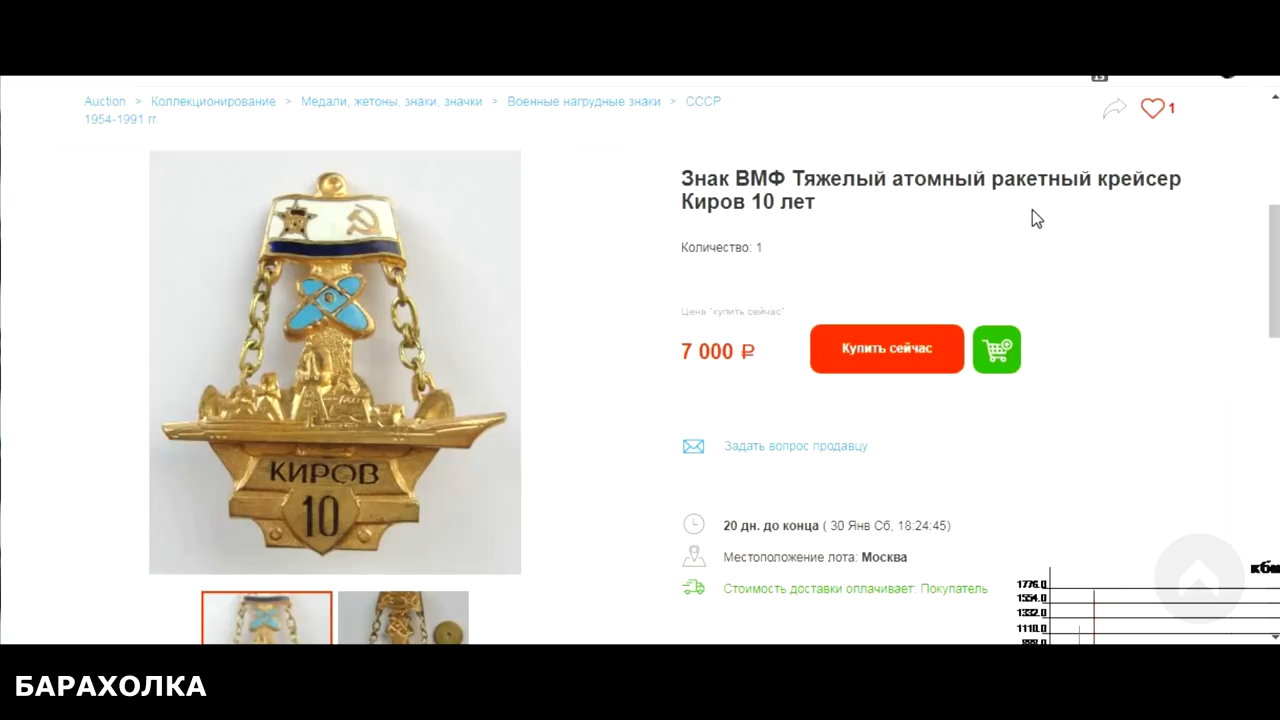 Auction > Коллекционирование > Медали, жетоны, знаки, значки > Военные нагрудные знаки > СССР
1954-1991 гг
1
Знак ВМФ Тяжелый атомный ракетный крейсер
Киров 10 лет
Количество: 1
Цена "купить сейчас"
7 000 ₽
Купить сейчас
КИРОВ
10
Задать вопрос продавцу
20 дн. до конца ( 30 Янв Сб, 18:24:45)
Местоположение лота: Москва
Стоимость доставки оплачивает: Покупатель
1776.0
1554.0
1332.0
1110.0
БАРАХОЛКА